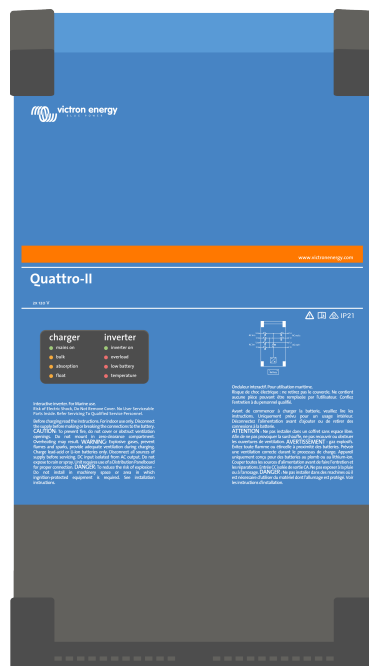 victron energy
BLUE POWER
www.victronenergy.com
Quattro-II
2x 120 V
IP21
charger inverter
mains on inverter on
bulk overload
absorption low battery
float temperature
Interactive inverter. For Marine use.
Risk of Electric Shock, Do Not Remove Cover. No User Serviceable
Parts Inside. Refer Servicing To Qualified Service Personnel.
Before charging read the instructions. For indoor use only. Disconnect
the supply before making or breaking the connections to the battery.
CAUTION: To prevent fire, do not cover or obstruct ventilation
openings. Do not mount in zero-clearance compartment.
Overheating may result. WARNING: Explosive gases, prevent
flames and sparks, provide adequate ventilation during charging.
Charge lead-acid or Li-ion batteries only. Disconnect all sources of
supply before servicing. DC input isolated from AC output. Do not
expose to rain or spray. Unit requires use of a Distribution Panelboard
for proper connection. DANGER: To reduce the risk of explosion -
Do not install in machinery space or area in which
ignition-protected equipment is required. See installation
instructions.
Onduleur interactif. Pour utilisation maritime.
Risque de choc électrique : ne retirez pas le couvercle. Ne contient
aucune pièce pouvant être remplacée par l'utilisateur. Confiez
l'entretien à du personnel qualifié.
Avant de commencer à charger la batterie, veuillez lire les
instructions. Uniquement prévu pour un usage intérieur.
Déconnectez l'alimentation avant d'ajouter ou de retirer des
connexions à la batterie.
ATTENTION : Ne pas installer dans un coffret sans espace libre.
Afin de ne pas provoquer la surchauffe, ne pas recouvrir ou obstruer
les ouvertures de ventilation. AVERTISSEMENT : gaz explosifs.
Évitez toute flamme ou étincelle à proximité des batteries. Prévoir
une ventilation correcte durant le processus de charge. Appareil
uniquement conçu pour des batteries au plomb ou au lithium-ion.
Couper toutes les sources d'alimentation avant de faire l'entretien et
les réparations. Entrée CC isolée de sortie CA. Ne pas exposer à la pluie
ou à l'arrosage. DANGER : Ne pas installer dans des machines où il
est nécessaire d'utiliser du matériel dont l'allumage est protégé. Voir
les instructions d'installation.